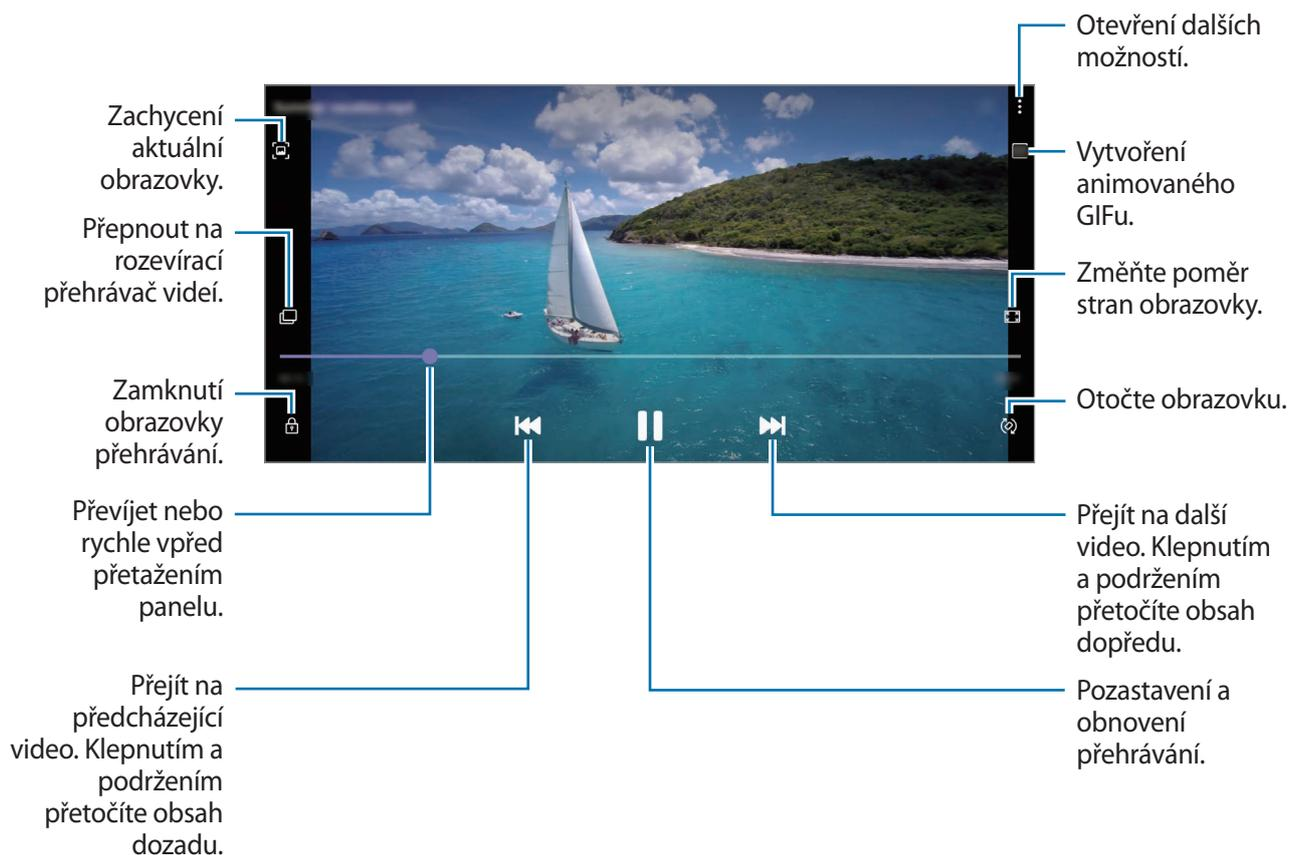 Otevření dalších
možností.
Zachycení
aktuální
obrazovky.
Vytvoření
animovaného
GIFu.
Přepnout na
rozevírací
přehrávač videí.
Změňte poměr
stran obrazovky.
Zamknutí
obrazovky
přehrávání.
Otočte obrazovku.
Převíjet nebo
rychle vpřed
přetažením
panelu.
Přejít na další
video. Klepnutím
a podržením
přetočíte obsah
dopředu.
Přejít na
předcházející
video. Klepnutím a
podržením
přetočíte obsah
dozadu.
Pozastavení a
obnovení
přehrávání.